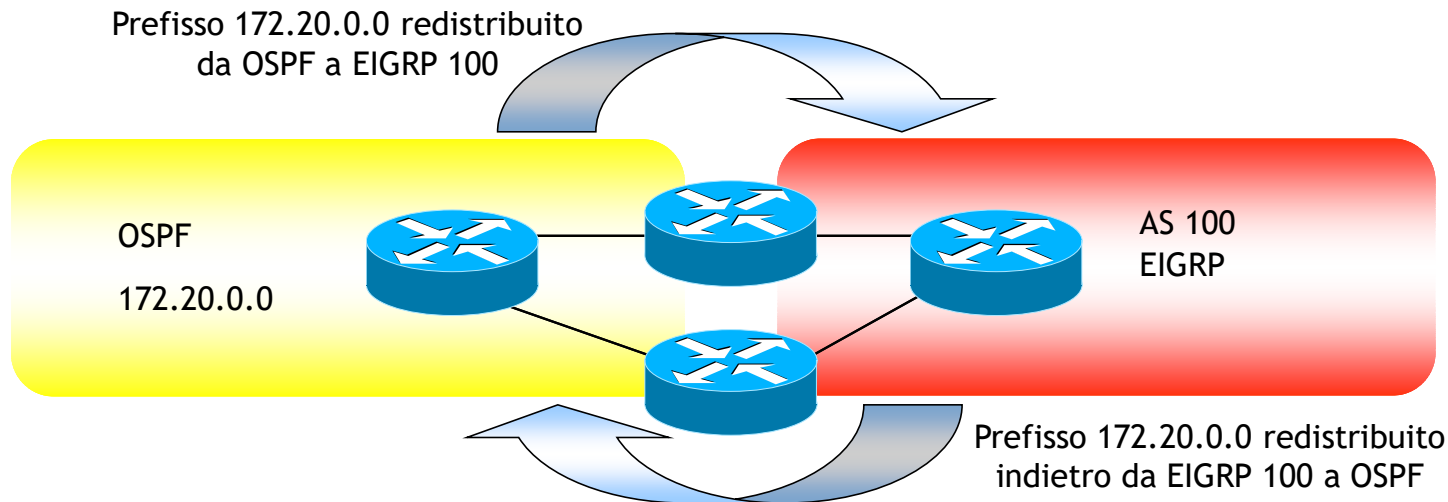 Prefisso 172.20.0.0 redistribuito
da OSPF a EIGRP 100
OSPF
172.20.0.0
AS 100
EIGRP
Prefisso 172.20.0.0 redistribuito
indietro da EIGRP 100 a OSPF